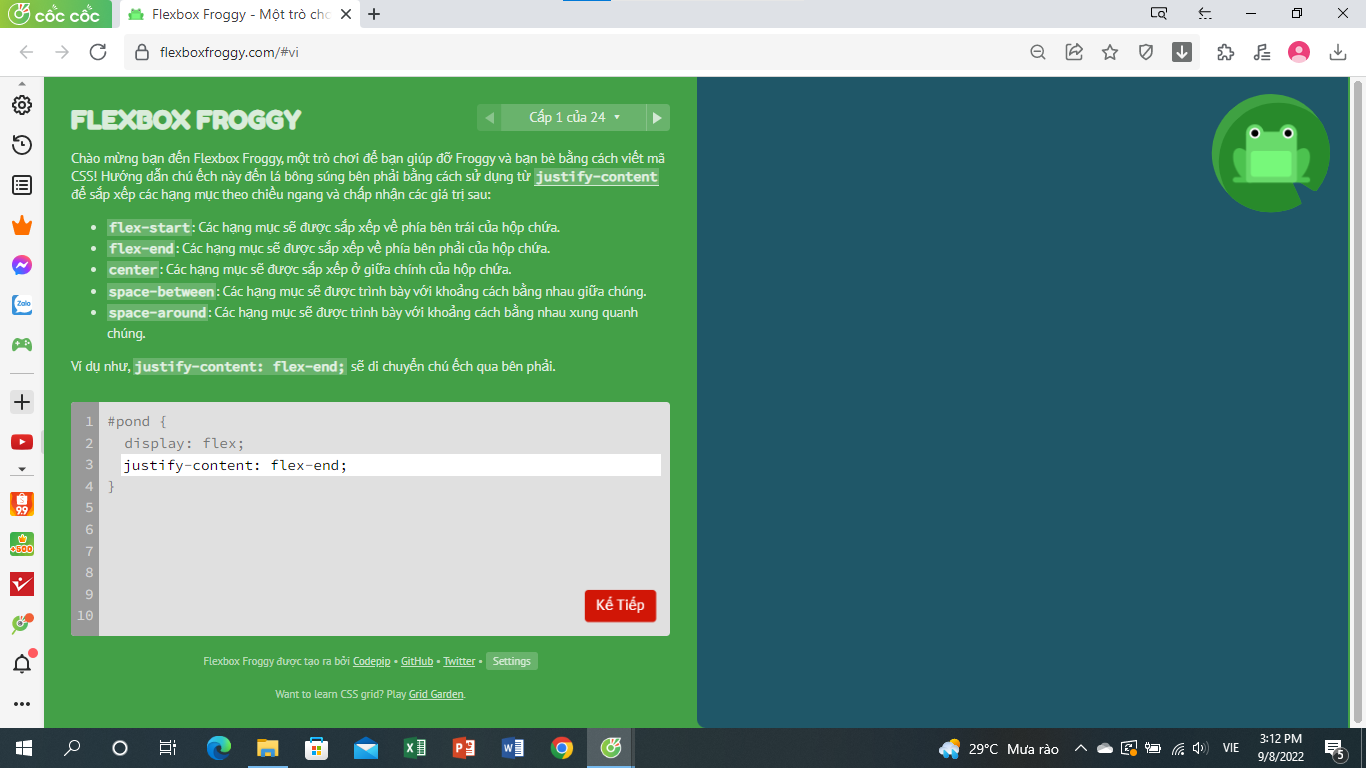 cốc cốc
Flexbox Froggy - Một trò chơ
flexboxfroggy.com/#vi
FLEXBOX FROGGY
Cấp 1 của 24
Chào mừng bạn đến Flexbox Froggy, một trò chơi để bạn giúp đỡ Froggy và bạn bè bằng cách viết mã
CSS! Hướng dẫn chú ếch này đến lá bông súng bên phải bằng cách sử dụng từ justify-content
để sắp xếp các hạng mục theo chiều ngang và chấp nhận các giá trị sau:
flex-start: Các hạng mục sẽ được sắp xếp về phía bên trái của hộp chứa.
flex-end: Các hạng mục sẽ được sắp xếp về phía bên phải của hộp chứa.
center: Các hạng mục sẽ được sắp xếp ở giữa chính của hộp chứa.
space-between: Các hạng mục sẽ được trình bày với khoảng cách bằng nhau giữa chúng.
space-around: Các hạng mục sẽ được trình bày với khoảng cách bằng nhau xung quanh
chúng.
Ví dụ như, justify-content: flex-end; sẽ di chuyển chú ếch qua bên phải.
1 #pond {
2 display: flex;
3 justify-content: flex-end;
4 }
5
6
7
8
9
10
Kế Tiếp
Flexbox Froggy được tạo ra bởi Codepip • GitHub • Twitter • Settings
Want to learn CSS grid? Play Grid Garden.
Zalo
9.9
+500
29°C Mưa rào
VIE
3:12 PM
9/8/2022
5